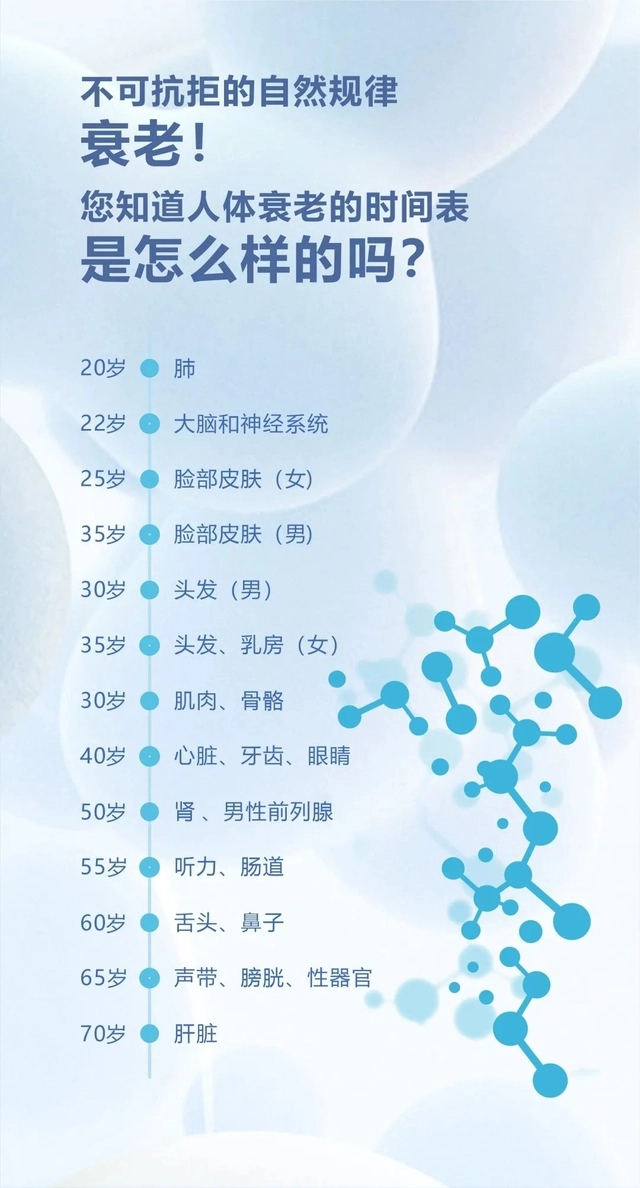 不可抗拒的自然规律
衰老！
您知道人体衰老的时间表
是怎么样的吗？
20岁 肺
22岁 大脑和神经系统
25岁 脸部皮肤（女)
35岁 脸部皮肤（男)
30岁 头发（男）
35岁 头发、乳房（女）
30岁 肌肉、骨骼
40岁 心脏、牙齿、眼睛
50岁 肾 、男性前列腺
55岁 听力、肠道
60岁 舌头、鼻子
65岁 声带、膀胱、性器官
70岁 肝脏